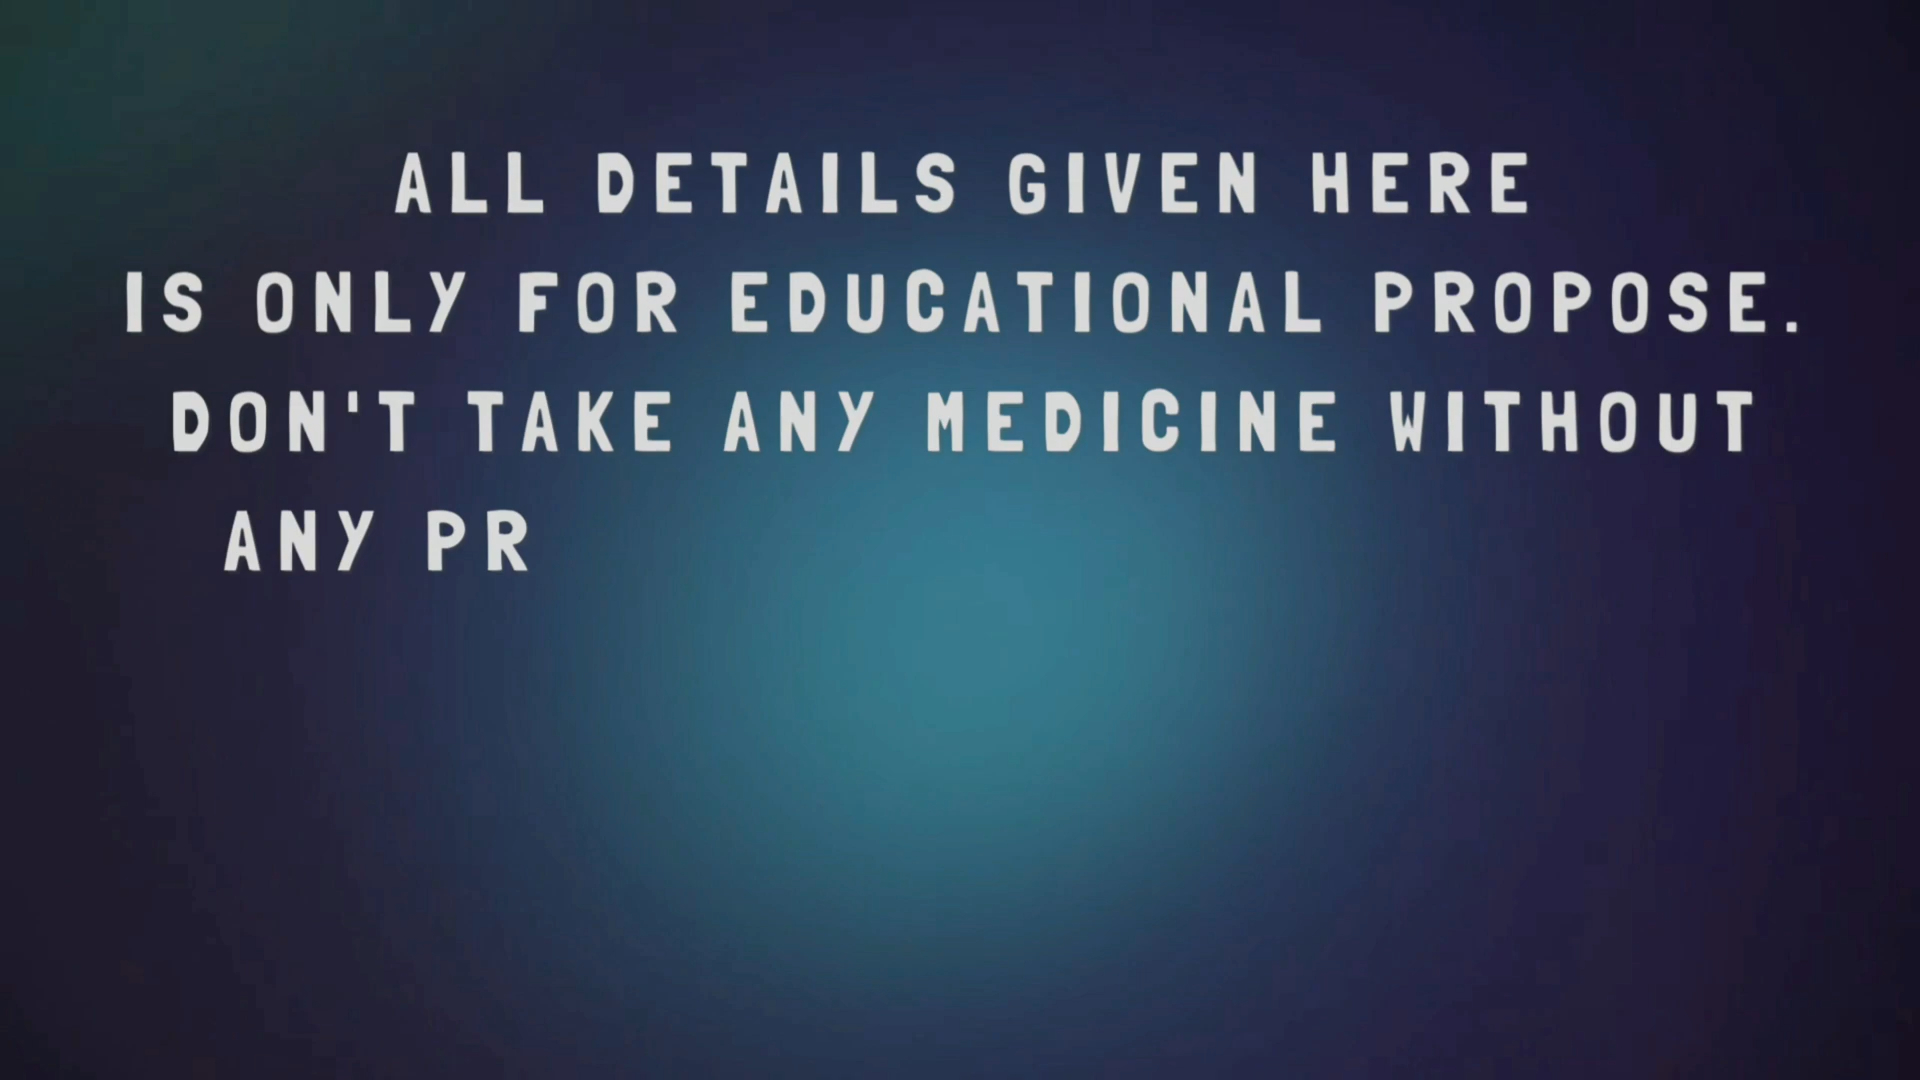 ALL DETAILS GIVEN HERE
IS ONLY FOR EDUCATIONAL PROPOSE.
DON'T TAKE ANY MEDICINE WITHOUT
ANY PR